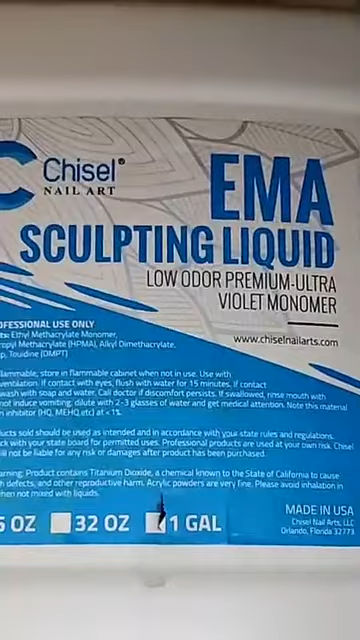 Chisel®
NAIL ART
EMA
SCULPTING LIQUID
LOW ODOR PREMIUM-ULTRA
VIOLET MONOMER
OFESSIONAL USE ONLY
www.chiselnailarts.com
Ethyl Methacrylate Monomer,
opyl Methacrylate (HPMA), Alkyl Dimethacrylate,
p, Touidine (DMPT)
lammable, store in flammable cabinet when not in use. Use with
ventilation. If contact with eyes, flush with water for 15 minutes. If contact
wash with soap and water. Call doctor if discomfort persists. If swallowed, rinse mouth with
not induce vomiting; dilute with 2-3 glasses of water and get medical attention. Note this material
n inhibitor (HQ, MEHQ,etc) at < 1%.
ucts sold should be used as intended and in accordance with your state rules and regulations.
ck with your state board for permitted uses. Professional products are used at your own risk. Chisel
ill not be liable for any risk or damages after product has been purchased.
arning: Product contains Titanium Dioxide, a chemical known to the State of California to cause
h defects, and other reproductive harm. Acrylic powders are very fine. Please avoid inhalation in
when not mixed with liquids.
OZ 32 OZ 1 GAL
MADE IN USA
Chisel Nail Arts, LLC
Orlando, Florida 32773